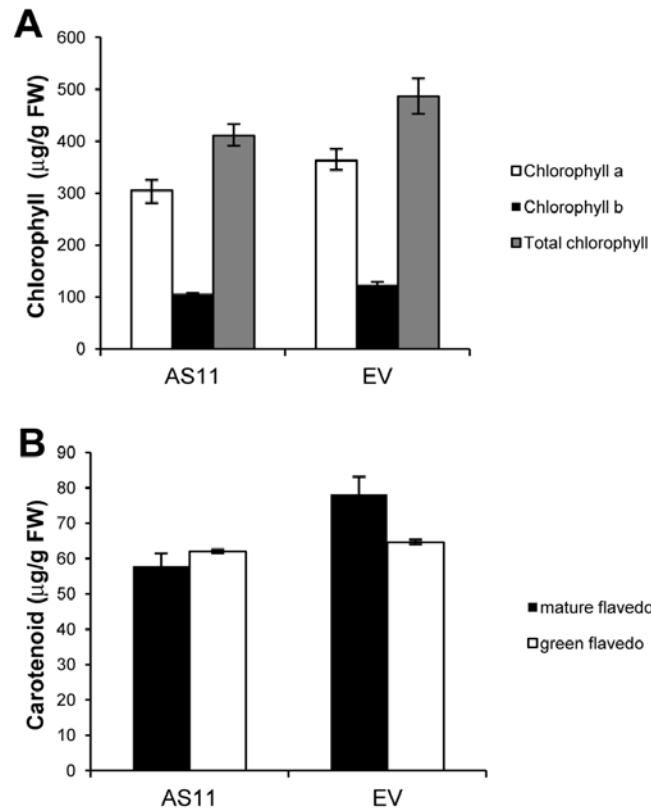 A
Chlorophyll (µg/g FW)
600
500
400
300
200
100
0
AS11
EV
Chlorophyll a
Chlorophyll b
Total chlorophyll
B
Carotenoid (µg/g FW)
90
80
70
60
50
40
30
20
10
0
AS11
EV
mature flavedo
green flavedo